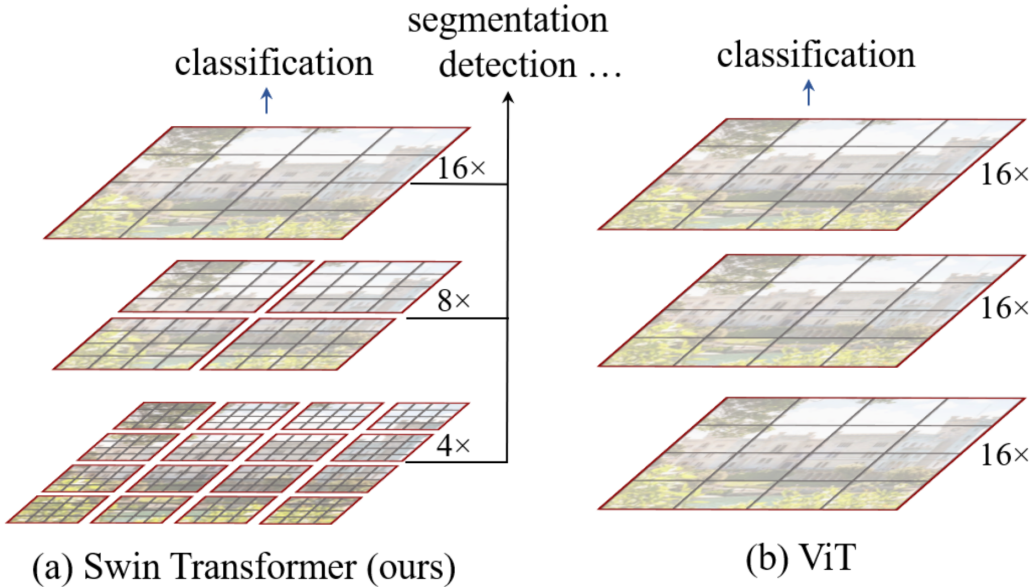 segmentation
detection …
classification
16×
8×
4×
(a) Swin Transformer (ours)
classification
16×
16×
16×
(b) ViT